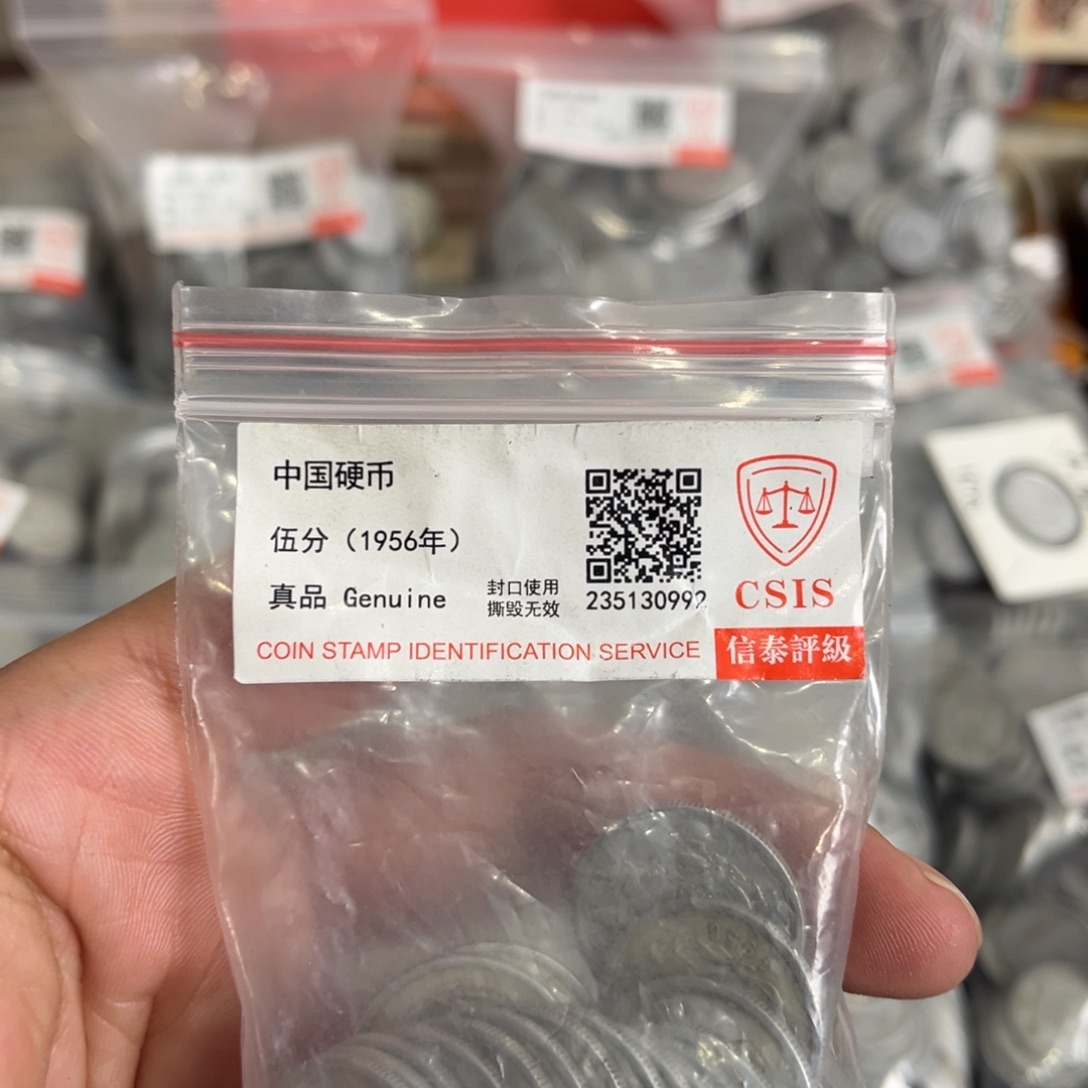 中国硬币
伍分（1956年）
真品 Genuine
封口使用
撕毁无效
235130992
CSIS
COIN STAMP IDENTIFICATION SERVICE
信泰評級